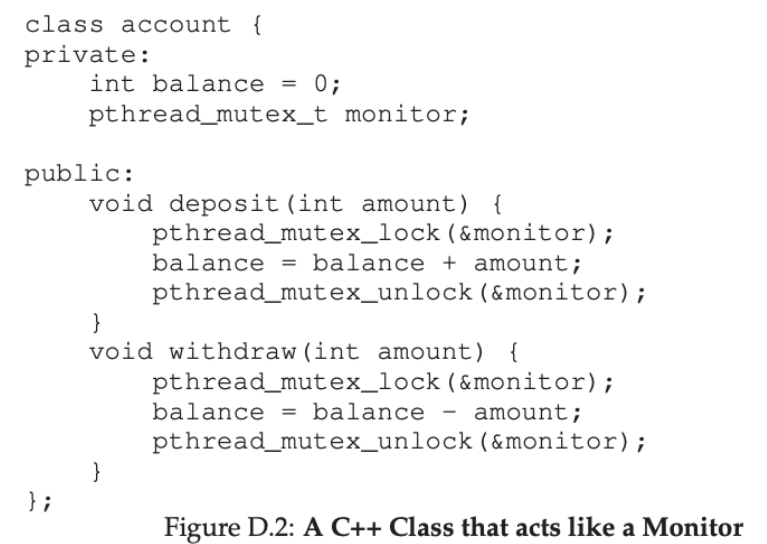 class account {
private:
    int balance = 0;
    pthread_mutex_t monitor;

public:
    void deposit(int amount) {
        pthread_mutex_lock(&monitor);
        balance = balance + amount;
        pthread_mutex_unlock(&monitor);
    }
    void withdraw(int amount) {
        pthread_mutex_lock(&monitor);
        balance = balance - amount;
        pthread_mutex_unlock(&monitor);
    }
};
Figure D.2: A C++ Class that acts like a Monitor